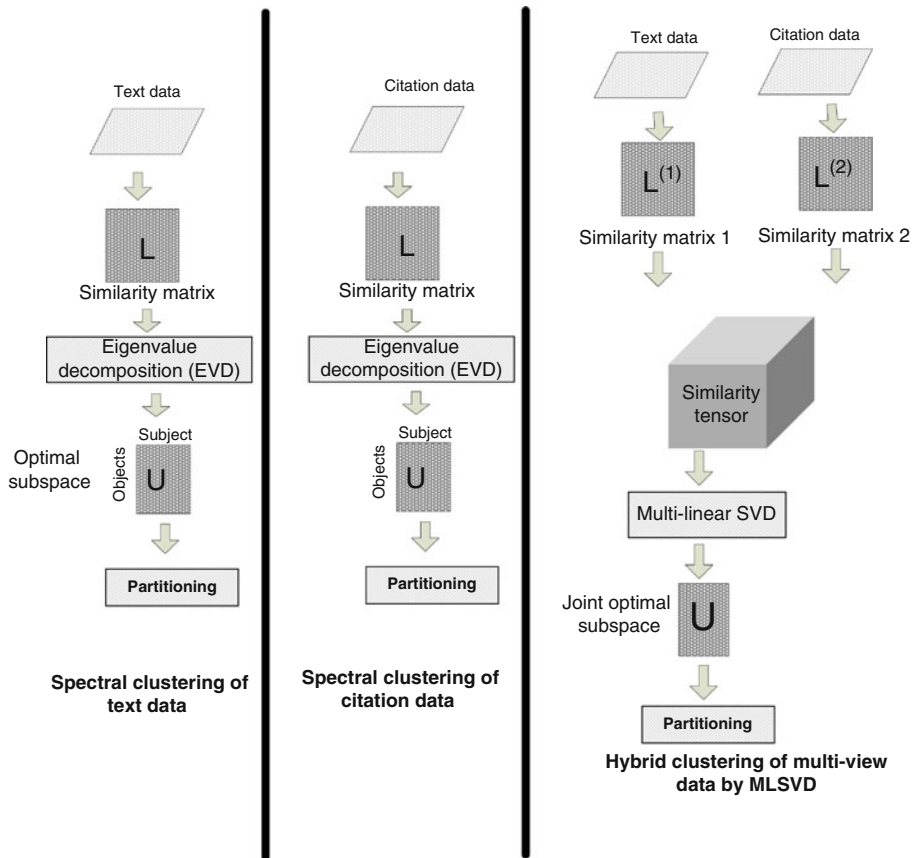 Text data
L
Similarity matrix
Eigenvalue
decomposition (EVD)
Subject
Objects
U
Optimal
subspace
Partitioning
Spectral clustering of
text data
Citation data
L
Similarity matrix
Eigenvalue
decomposition (EVD)
Subject
Objects
U
Partitioning
Spectral clustering of
citation data
Text data
Citation data
L(1)
L(2)
Similarity matrix 1
Similarity matrix 2
Similarity
tensor
Multi-linear SVD
Joint optimal
subspace
U
Partitioning
Hybrid clustering of multi-view
data by MLSVD